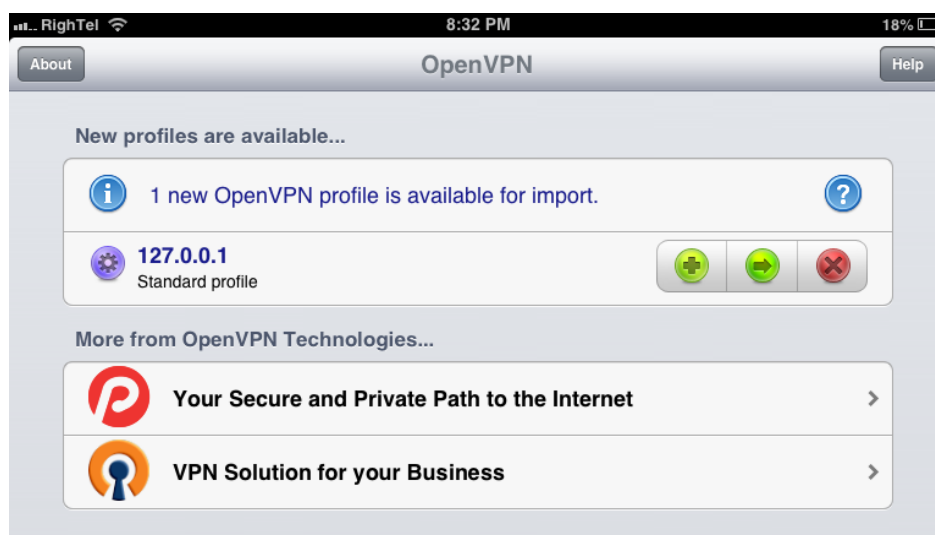 RighTel 8:32 PM 18%
About OpenVPN Help
New profiles are available...
1 new OpenVPN profile is available for import.
127.0.0.1
Standard profile
More from OpenVPN Technologies...
Your Secure and Private Path to the Internet
VPN Solution for your Business